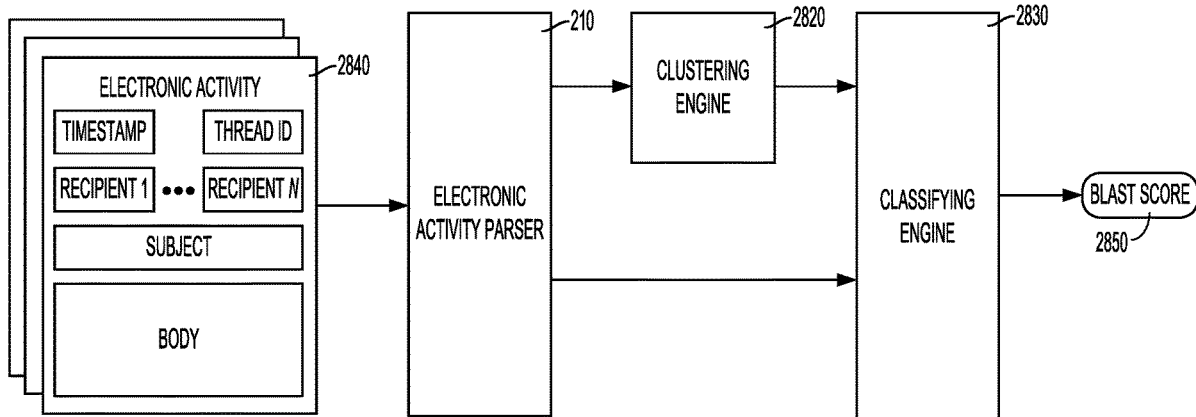 2840
ELECTRONIC ACTIVITY
TIMESTAMP
THREAD ID
RECIPIENT 1
RECIPIENT N
SUBJECT
BODY
210
ELECTRONIC
ACTIVITY PARSER
2820
CLUSTERING
ENGINE
2830
CLASSIFYING
ENGINE
BLAST SCORE
2850